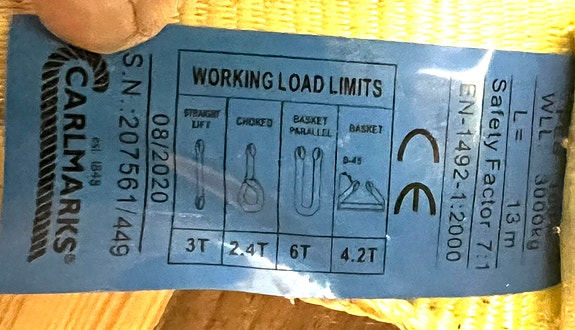 WLL 3000kg
L= 13 m
Safety Factor 7:1
EN-1492-1:2000
CE
WORKING LOAD LIMITS
STRAIGHT LIFT CHOKED BASKET PARALLEL BASKET
0-45
3T 2.4T 6T 4.2T
08/2020
S.N.:207561/449
CARLMARKS®
est 1848